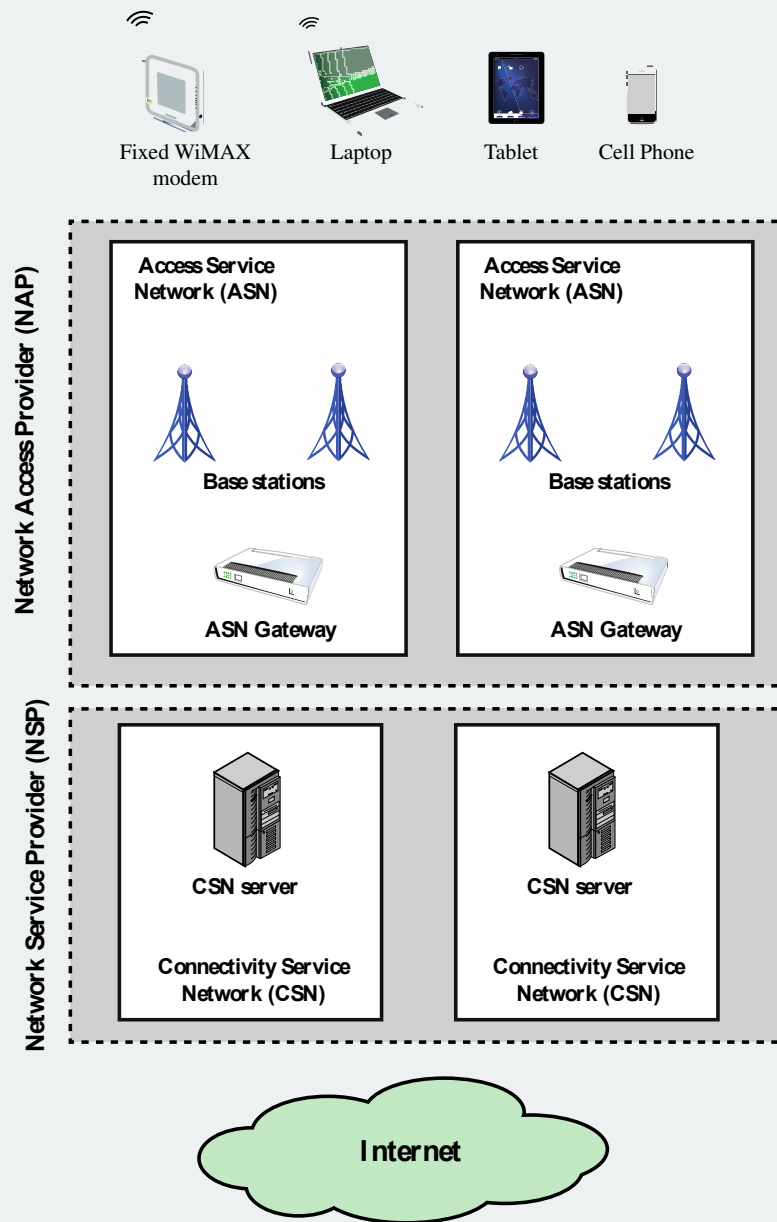 Fixed WiMAX
modem
Laptop
Tablet
Cell Phone
Network Access Provider (NAP)
Access Service
Network (ASN)
Base stations
ASN Gateway
Access Service
Network (ASN)
Base stations
ASN Gateway
Network Service Provider (NSP)
CSN server
Connectivity Service
Network (CSN)
CSN server
Connectivity Service
Network (CSN)
Internet